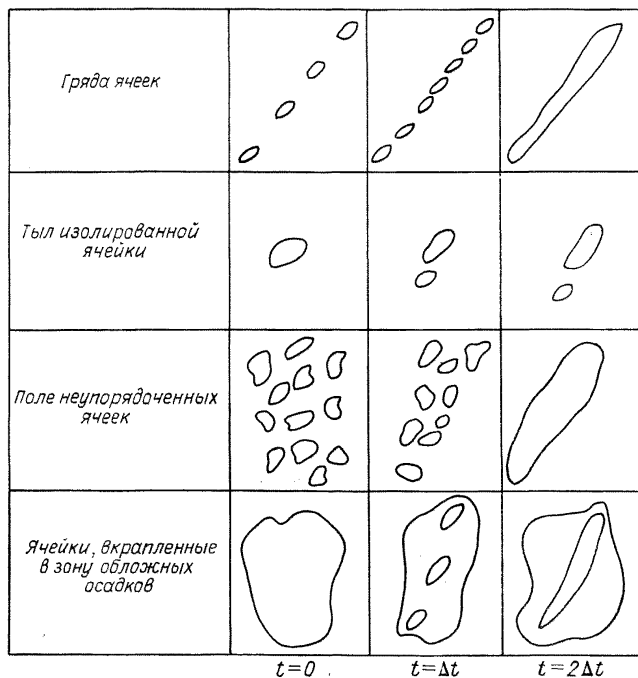 Гряда ячеек
Тыл изолированной
ячейки
Поле неупорядоченных
ячеек
Ячейки, вкрапленные
в зону обложных
осадков
t=0
t=Δt
t=2Δt